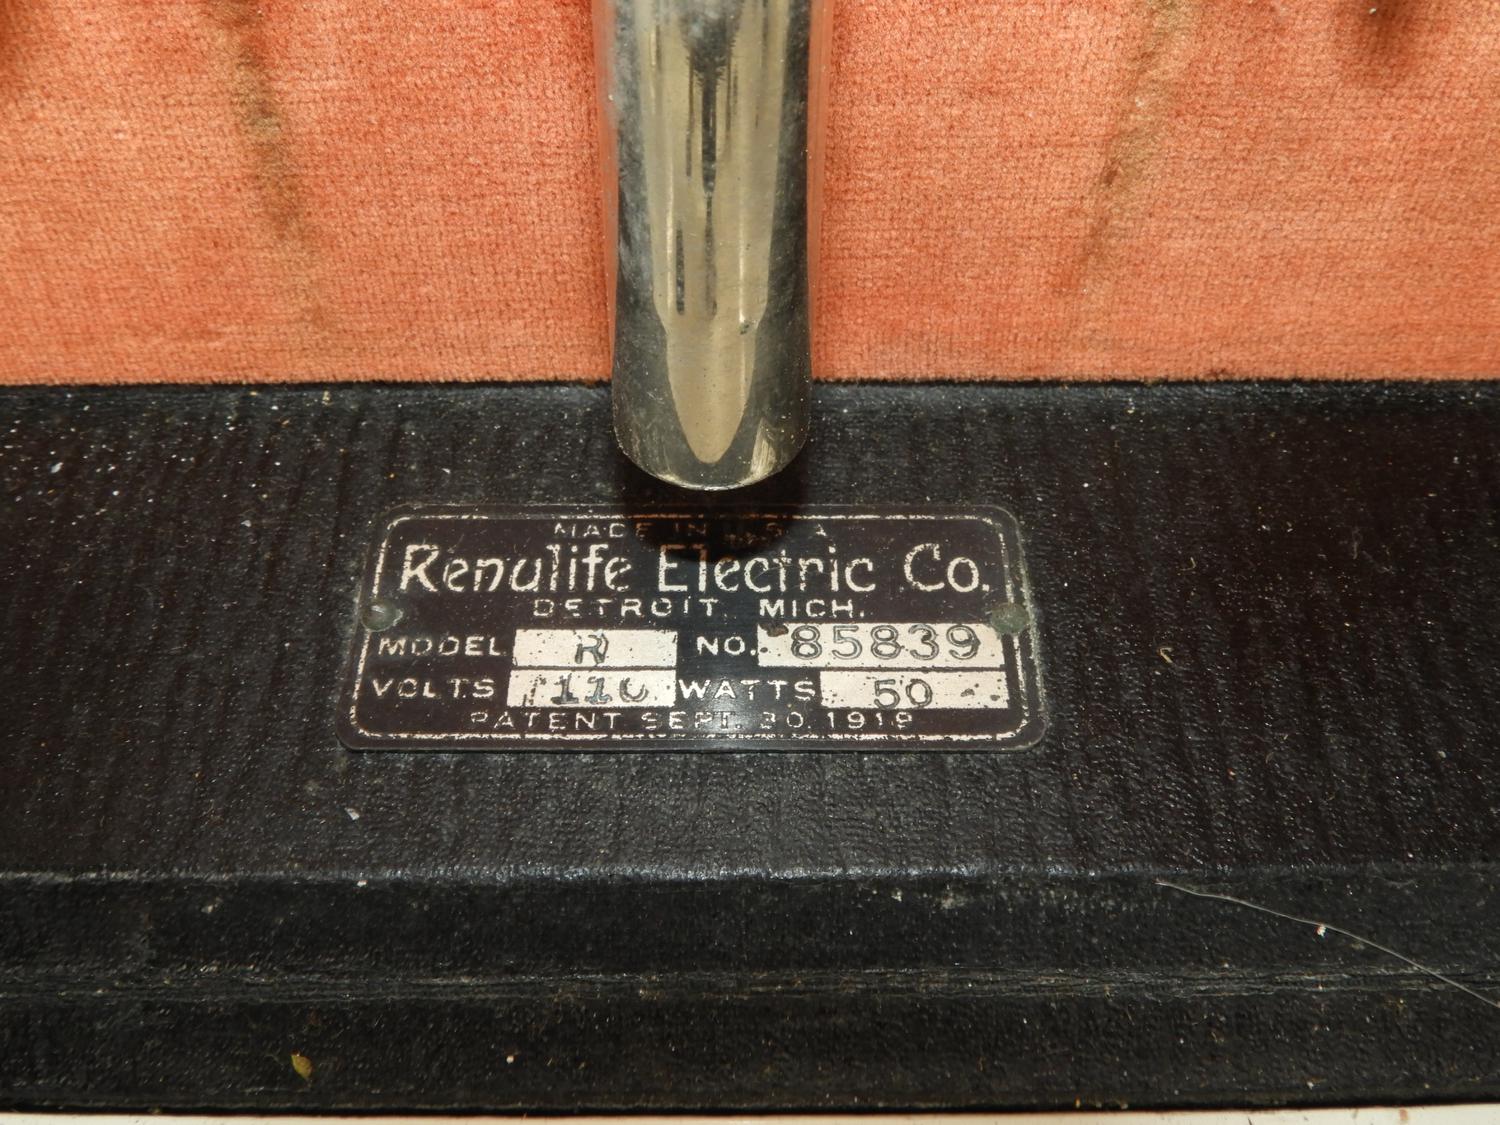 MADE IN U.S.A
Renulife Electric Co.
DETROIT, MICH.
MODEL R NO. 85839
VOLTS 110 WATTS 50
PATENT SEPT. 30, 1919